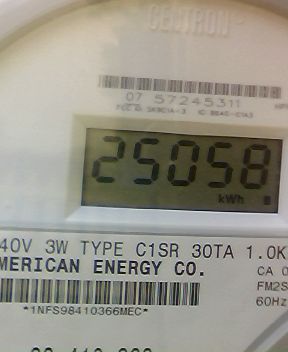 CENTRON
07 57245311
25058
kWh
40V 3W TYPE C1SR 30TA 1.0K
MERICAN ENERGY CO.
CA 0
FM2S
60Hz
*1NFS98410366MEC*